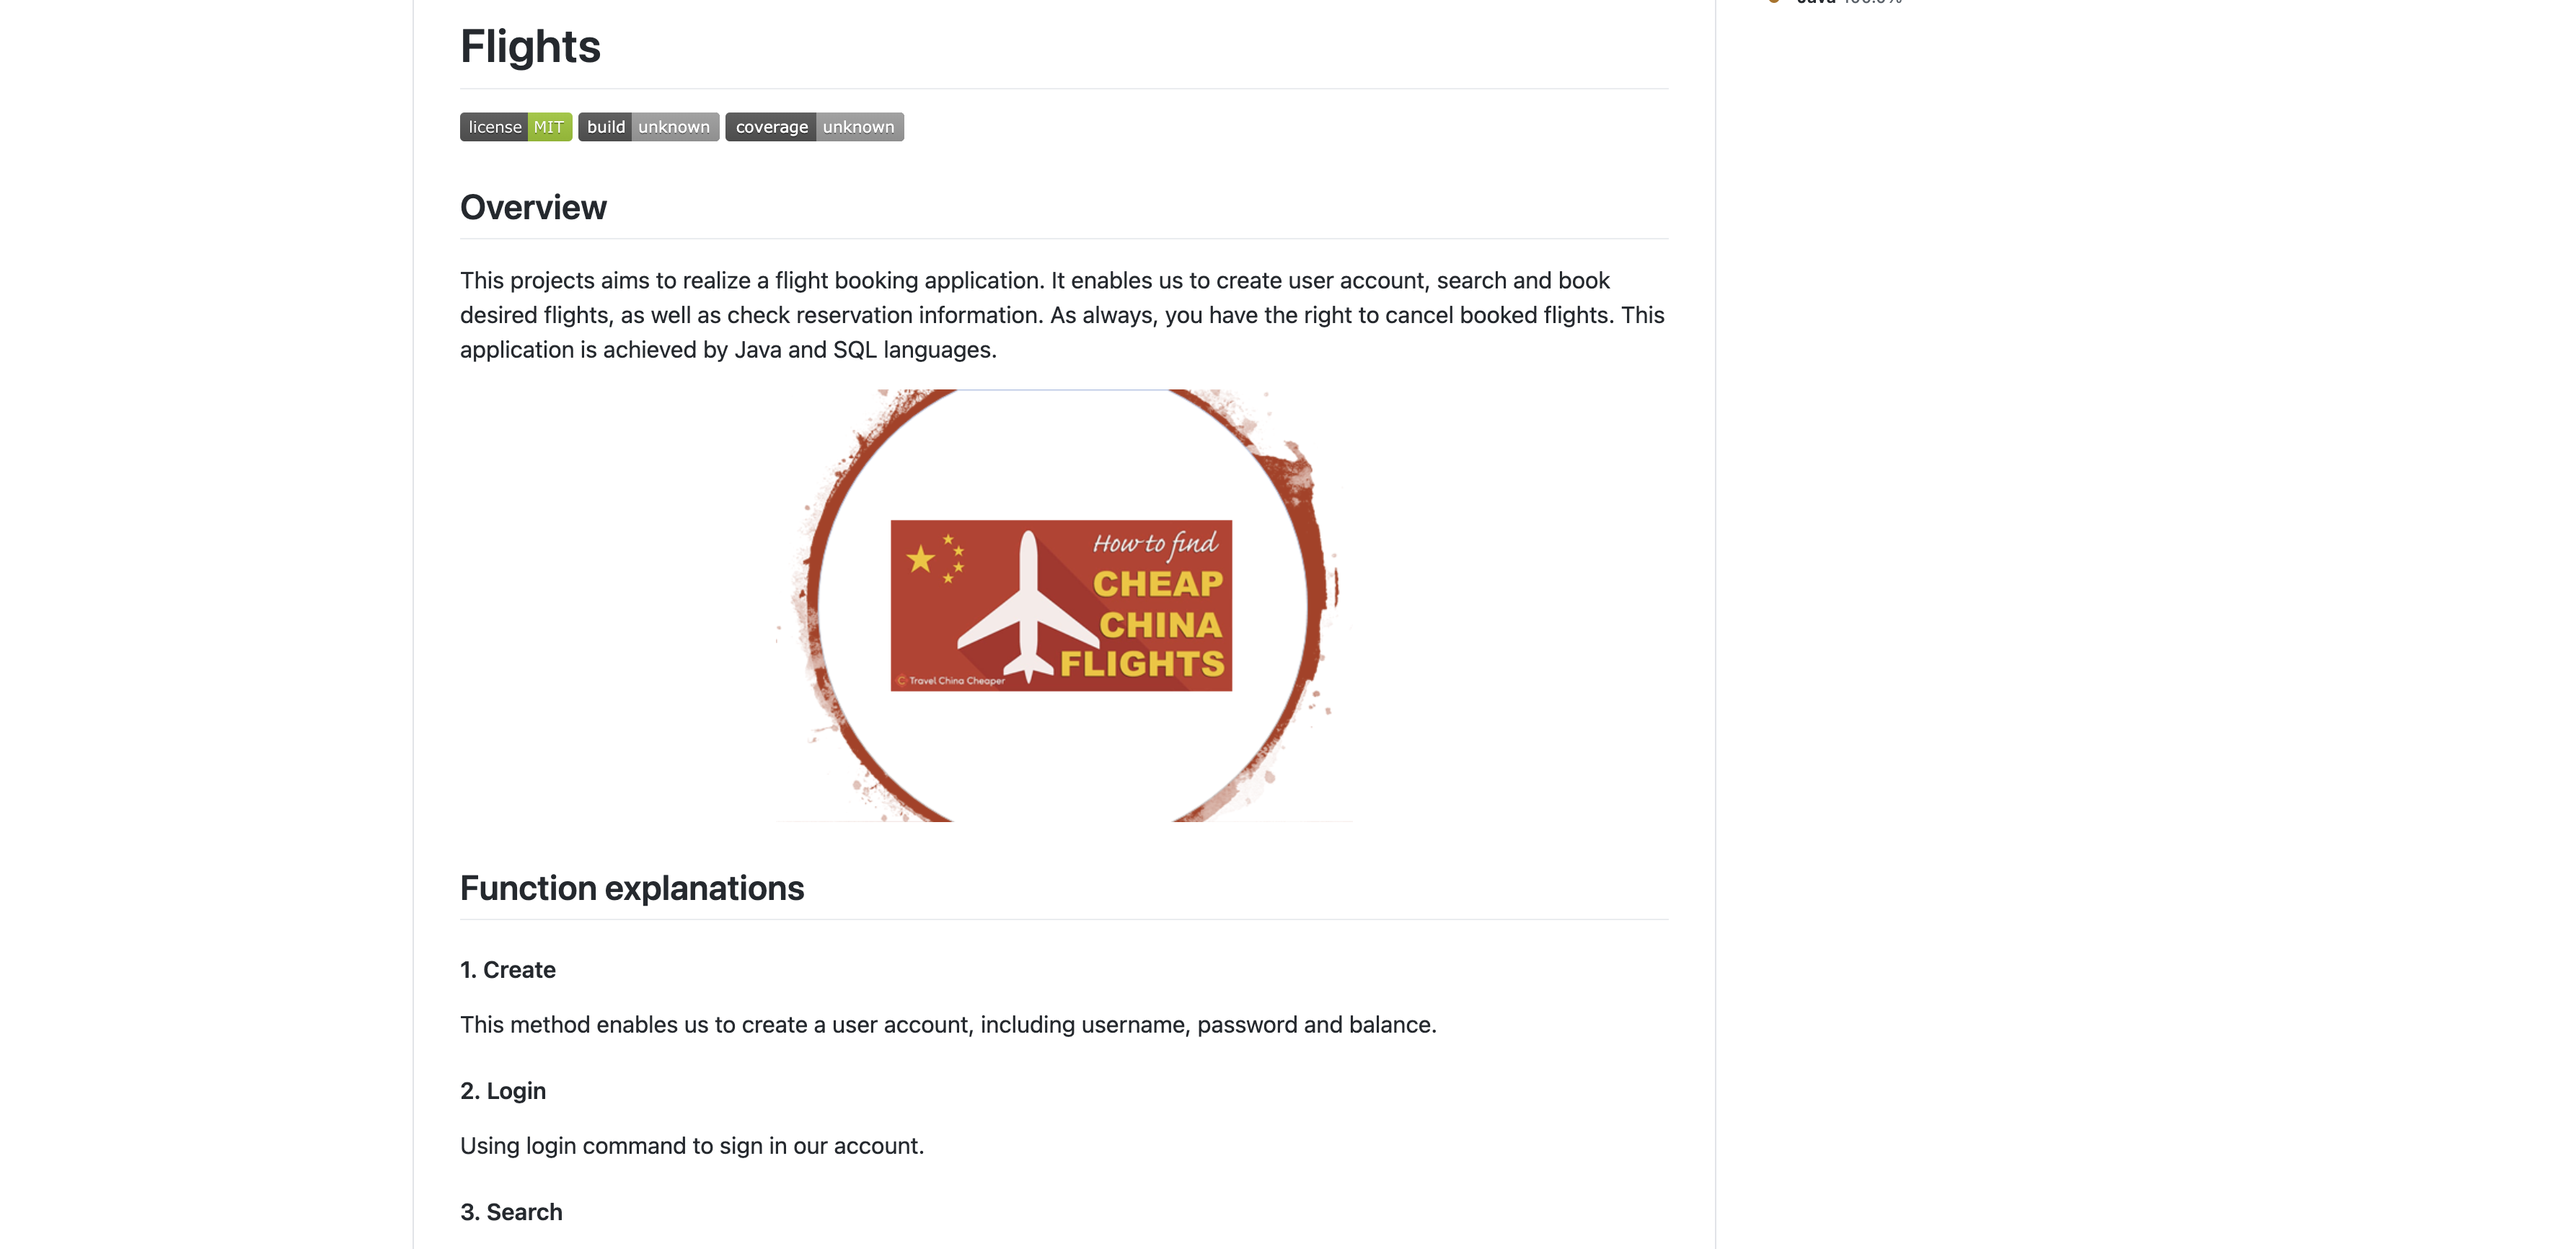 Java 100.0%
Flights
license MIT build unknown coverage unknown
Overview
This projects aims to realize a flight booking application. It enables us to create user account, search and book
desired flights, as well as check reservation information. As always, you have the right to cancel booked flights. This
application is achieved by Java and SQL languages.
How to find
CHEAP
CHINA
FLIGHTS
Travel China Cheaper
Function explanations
1. Create
This method enables us to create a user account, including username, password and balance.
2. Login
Using login command to sign in our account.
3. Search